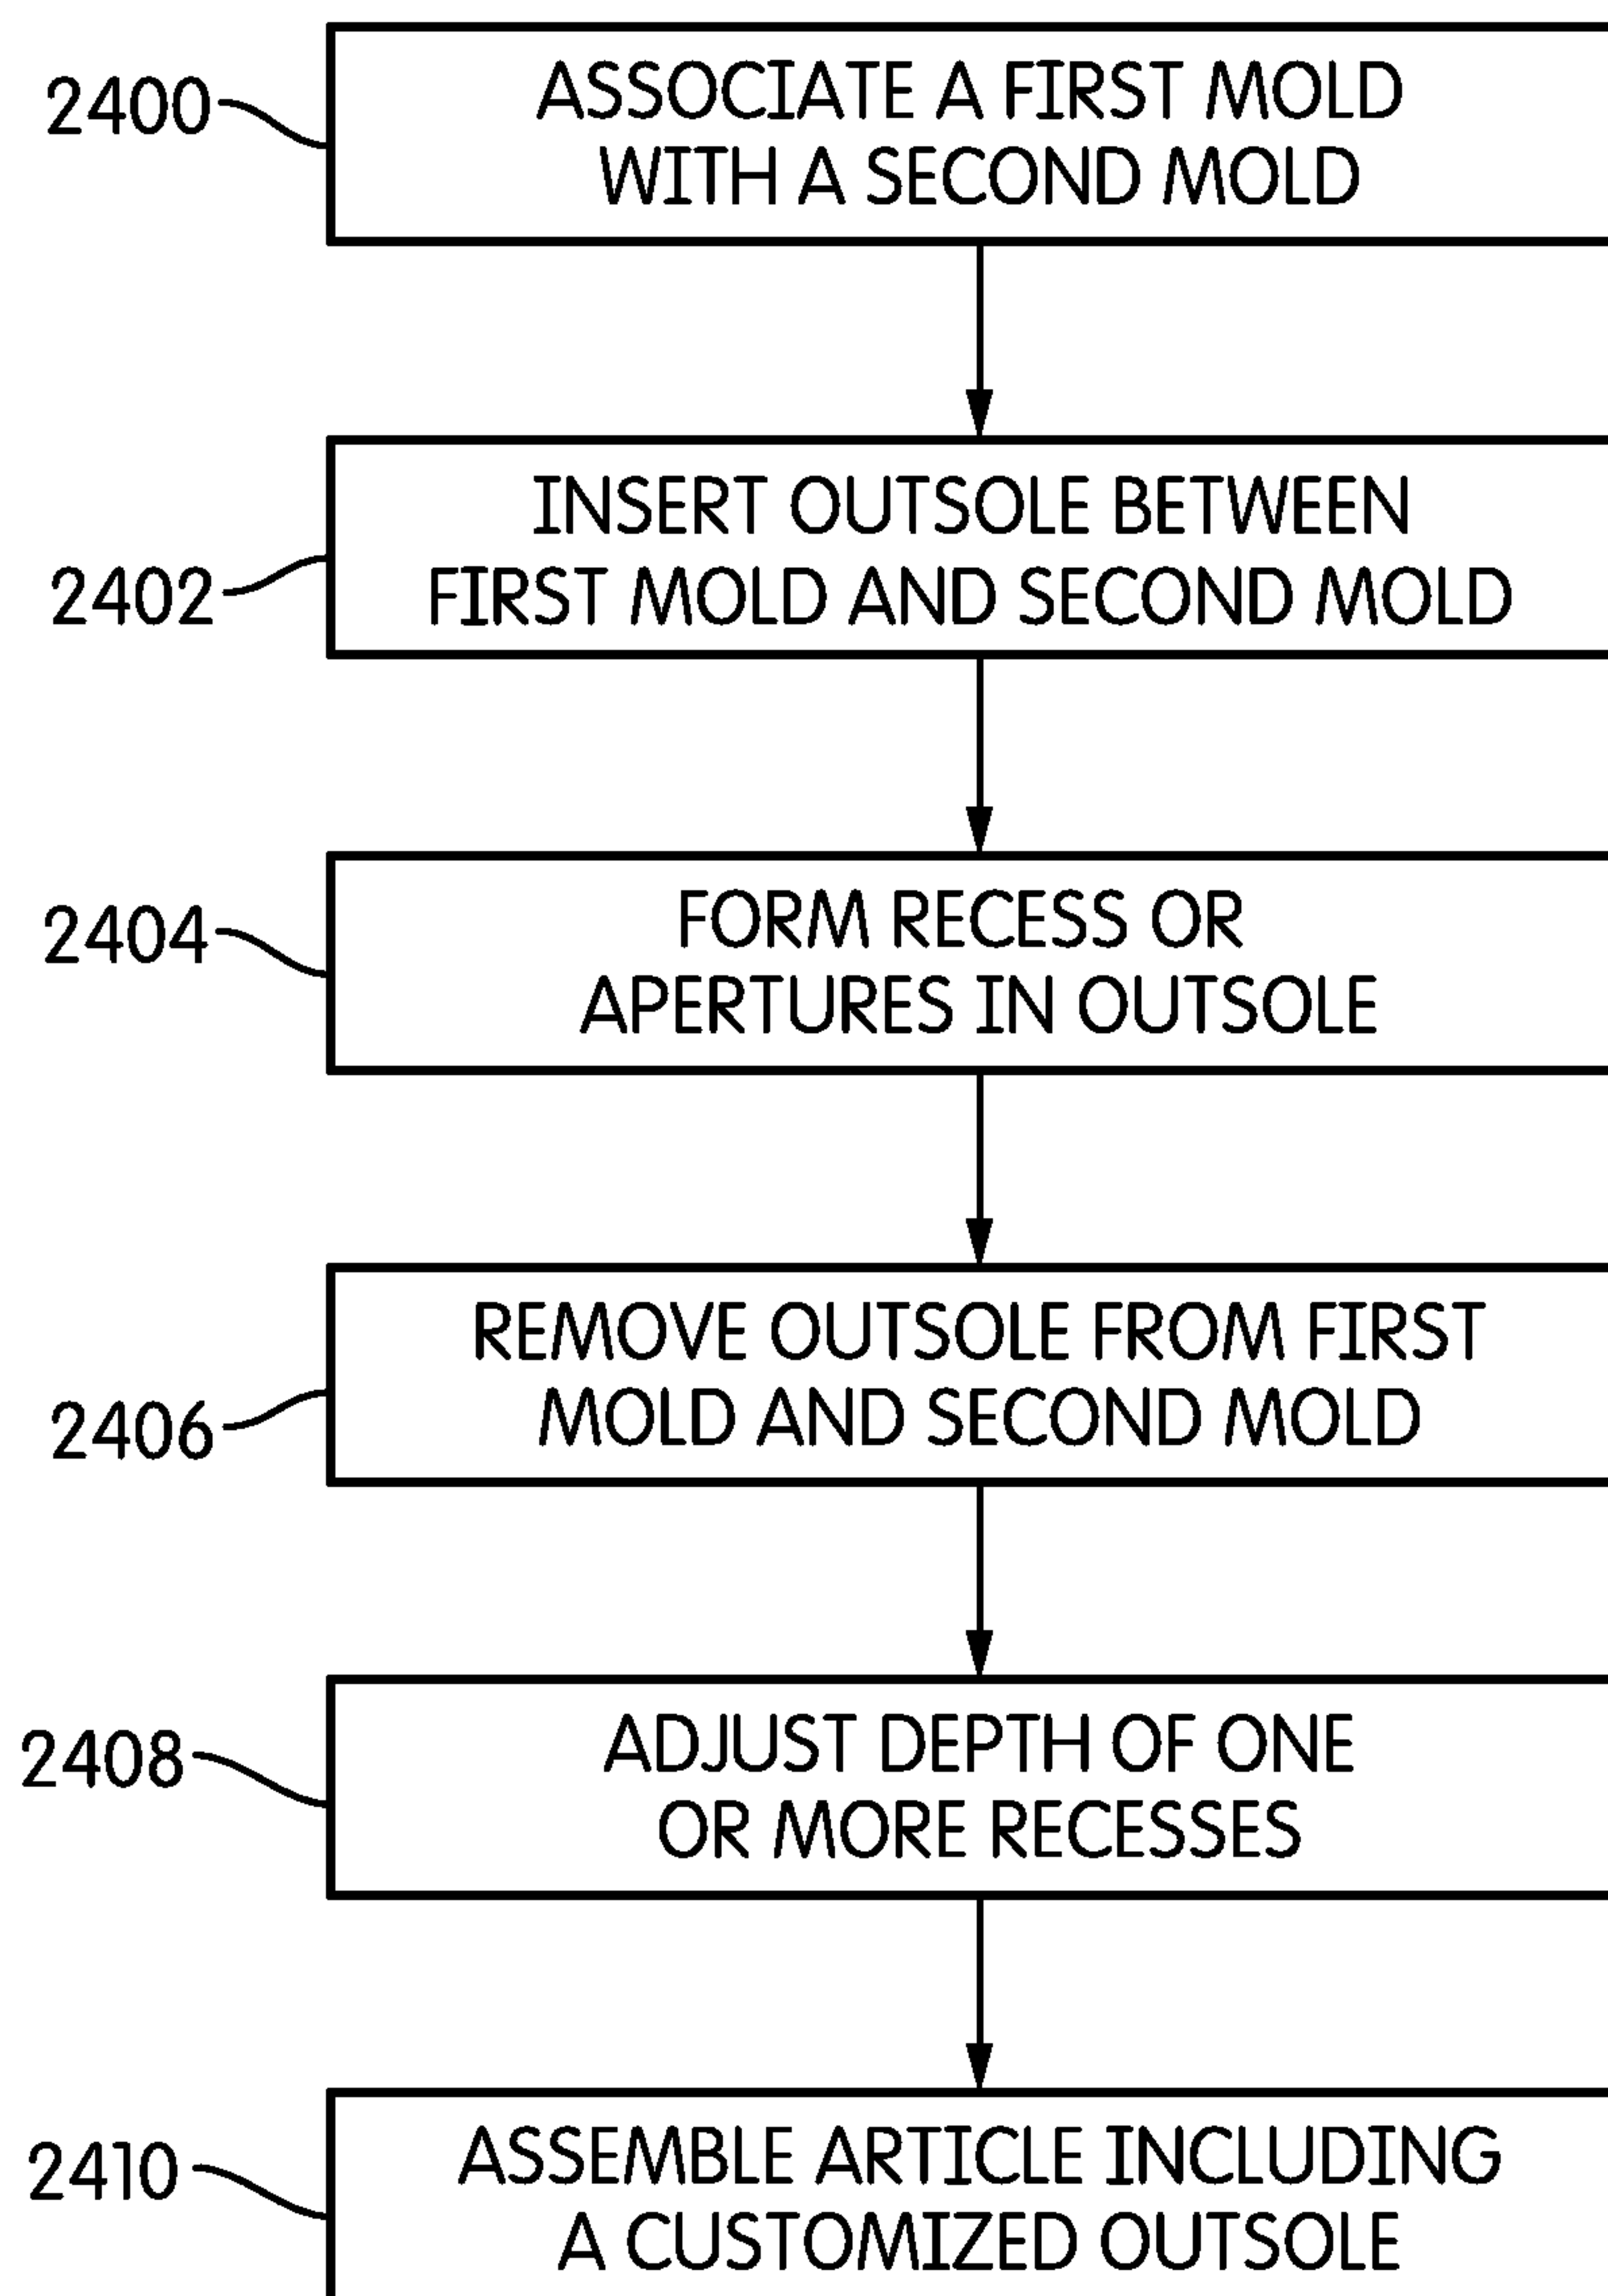 2400
ASSOCIATE A FIRST MOLD
WITH A SECOND MOLD
2402
INSERT OUTSOLE BETWEEN
FIRST MOLD AND SECOND MOLD
2404
FORM RECESS OR
APERTURES IN OUTSOLE
2406
REMOVE OUTSOLE FROM FIRST
MOLD AND SECOND MOLD
2408
ADJUST DEPTH OF ONE
OR MORE RECESSES
2410
ASSEMBLE ARTICLE INCLUDING
A CUSTOMIZED OUTSOLE